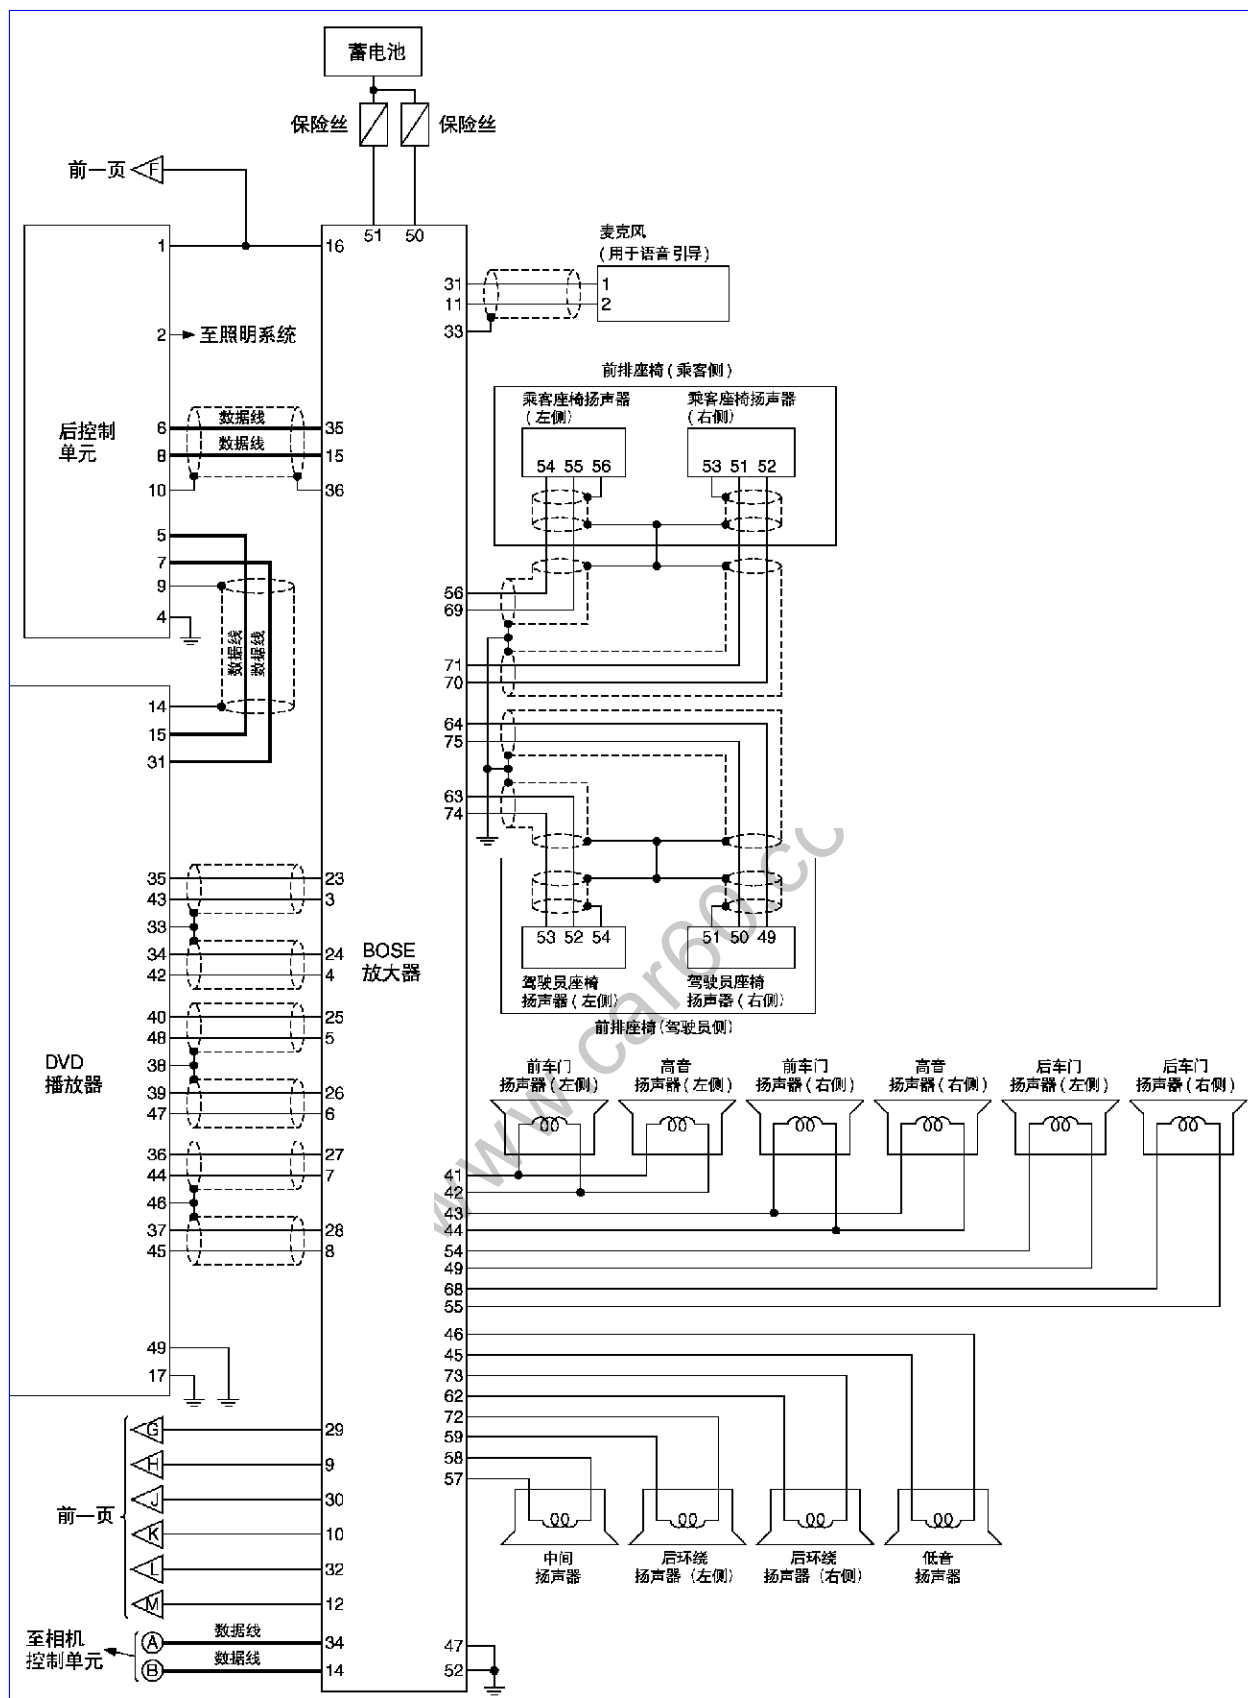 蓄电池
保险丝
保险丝
前一页
F
51 50
1
16
麦克风
(用于语音引导)
31
1
11
2
33
2
至照明系统
前排座椅(乘客侧)
乘客座椅扬声器
(左侧)
乘客座椅扬声器
(右侧)
54 55 56
53 51 52
后控制
单元
6
数据线
35
8
数据线
15
10
36
5
7
9
4
数据线
数据线
56
69
71
70
14
15
31
64
75
63
74
53 52 54
51 50 49
驾驶员座椅
扬声器(左侧)
驾驶员座椅
扬声器(右侧)
前排座椅(驾驶员侧)
BOSE
放大器
DVD
播放器
35
23
43
3
33
34
24
42
4
40
25
48
5
38
39
26
47
6
36
27
44
7
46
37
28
45
8
49
17
前车门
扬声器(左侧)
高音
扬声器(左侧)
前车门
扬声器(右侧)
高音
扬声器(右侧)
后车门
扬声器(左侧)
后车门
扬声器(右侧)
41
42
43
44
54
49
68
55
46
45
73
62
72
59
58
57
中间
扬声器
后环绕
扬声器(左侧)
后环绕
扬声器(右侧)
低音
扬声器
前一页
G
29
H
9
J
30
K
10
L
32
M
12
至相机
控制单元
A
数据线
34
B
数据线
14
47
52
www.car60.co